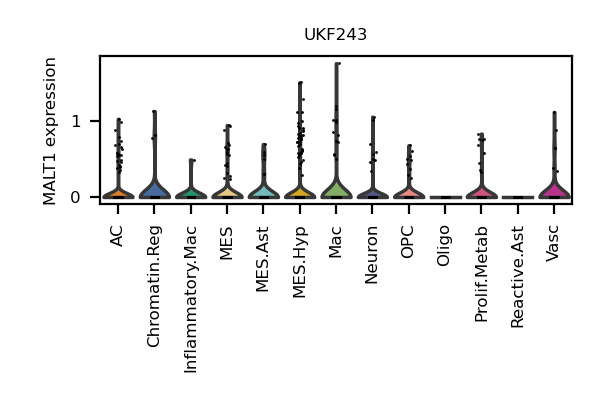 UKF243
MALT1 expression
1
0
AC
Chromatin.Reg
Inflammatory.Mac
MES
MES.Ast
MES.Hyp
Mac
Neuron
OPC
Oligo
Prolif.Metab
Reactive.Ast
Vasc